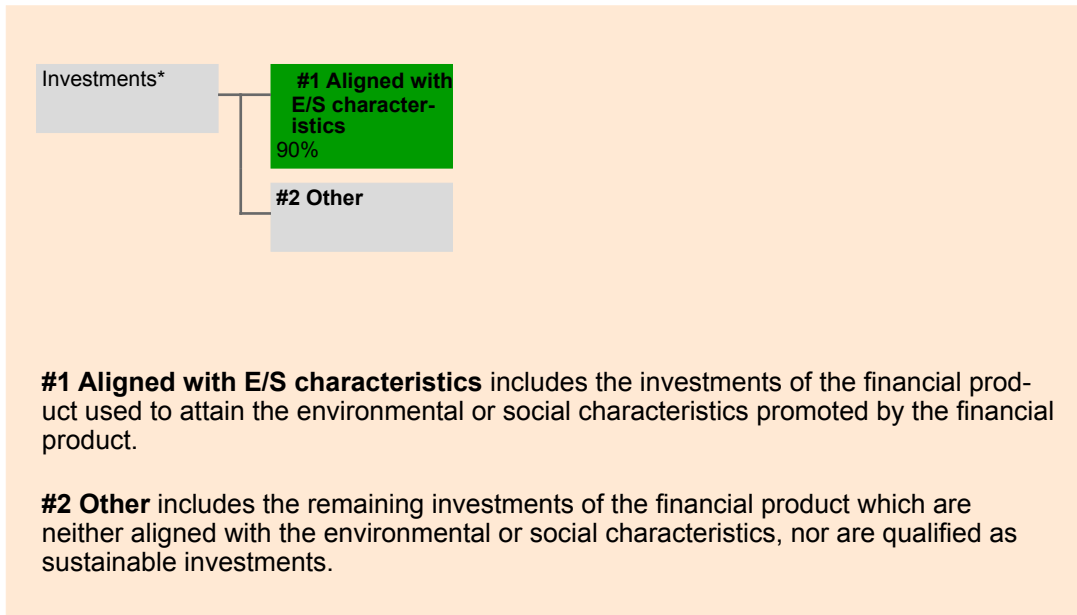 Investments*
#1 Aligned with
E/S character-
istics
90%
#2 Other
#1 Aligned with E/S characteristics includes the investments of the financial prod-
uct used to attain the environmental or social characteristics promoted by the financial
product.
#2 Other includes the remaining investments of the financial product which are
neither aligned with the environmental or social characteristics, nor are qualified as
sustainable investments.